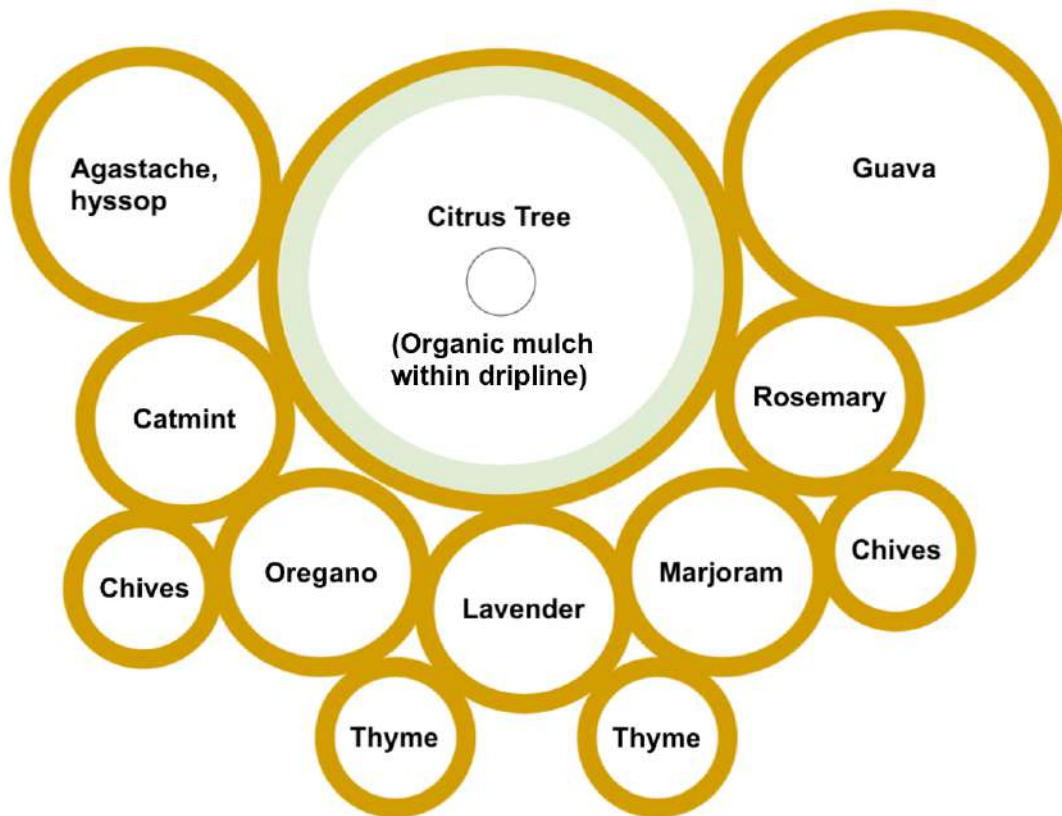 Agastache,
hyssop
Guava
Citrus Tree
(Organic mulch
within dripline)
Rosemary
Catmint
Chives
Oregano
Lavender
Marjoram
Chives
Thyme
Thyme